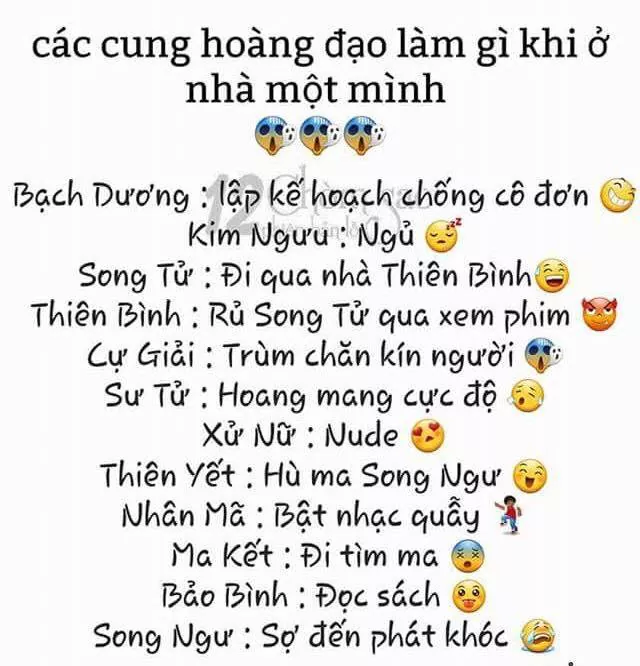 các cung hoàng đạo làm gì khi ở
nhà một mình
Bạch Dương : lập kế hoạch chống cô đơn
Kim Ngưu : Ngủ
Song Tử : Đi qua nhà Thiên Bình
Thiên Bình : Rủ Song Tử qua xem phim
Cự Giải : Trùm chăn kín người
Sư Tử : Hoang mang cực độ
Xử Nữ : Nude
Thiên Yết : Hù ma Song Ngư
Nhân Mã : Bật nhạc quẫy
Ma Kết : Đi tìm ma
Bảo Bình : Đọc sách
Song Ngư : Sợ đến phát khóc